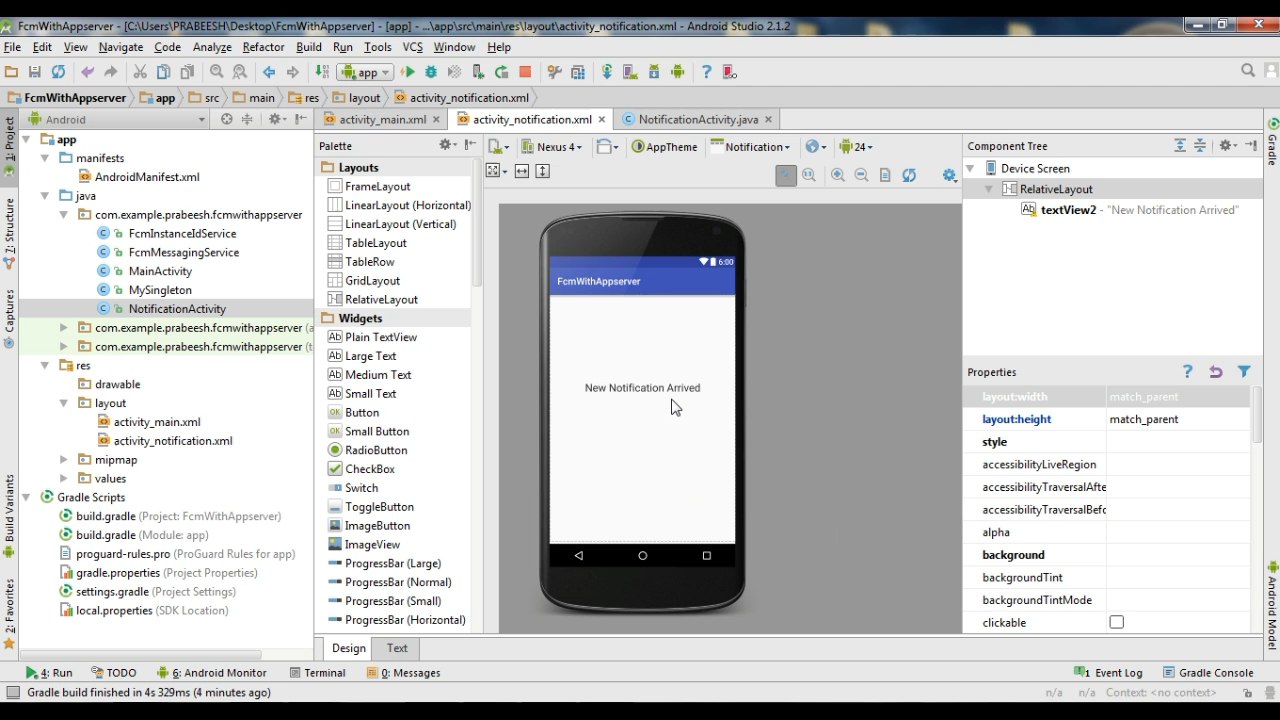 FcmWithAppserver - [C:\Users\PRABEESH\Desktop\FcmWithAppserver] - [app] - ...\app\src\main\res\layout\activity_notification.xml - Android Studio 2.1.2
File Edit View Navigate Code Analyze Refactor Build Run Tools VCS Window Help
app
FcmWithAppserver app src main res layout activity_notification.xml
Android
activity_main.xml activity_notification.xml NotificationActivity.java
1: Project
7: Structure
Captures
Build Variants
2: Favorites
app
manifests
AndroidManifest.xml
java
com.example.prabeesh.fcmwithappserver
FcmInstanceIdService
FcmMessagingService
MainActivity
MySingleton
NotificationActivity
com.example.prabeesh.fcmwithappserver (a
com.example.prabeesh.fcmwithappserver (t
res
drawable
layout
activity_main.xml
activity_notification.xml
mipmap
values
Gradle Scripts
build.gradle (Project: FcmWithAppserver)
build.gradle (Module: app)
proguard-rules.pro (ProGuard Rules for app)
gradle.properties (Project Properties)
settings.gradle (Project Settings)
local.properties (SDK Location)
Palette
Layouts
FrameLayout
LinearLayout (Horizontal)
LinearLayout (Vertical)
TableLayout
TableRow
GridLayout
RelativeLayout
Widgets
Ab Plain TextView
Ab Large Text
Ab Medium Text
Ab Small Text
OK Button
OK Small Button
RadioButton
CheckBox
Switch
ToggleButton
ImageButton
ImageView
ProgressBar (Large)
ProgressBar (Normal)
ProgressBar (Small)
ProgressBar (Horizontal)
Nexus 4 AppTheme Notification 24
6:00
FcmWithAppserver
New Notification Arrived
Design Text
Component Tree
Device Screen
RelativeLayout
Ab textView2 - "New Notification Arrived"
Properties
layout:width match_parent
layout:height match_parent
style
accessibilityLiveRegion
accessibilityTraversalAfte
accessibilityTraversalBefo
alpha
background
backgroundTint
backgroundTintMode
clickable
Gradle
Android Model
4: Run TODO 6: Android Monitor Terminal 0: Messages 1 Event Log Gradle Console
Gradle build finished in 4s 329ms (4 minutes ago) n/a n/a Context: <no context>